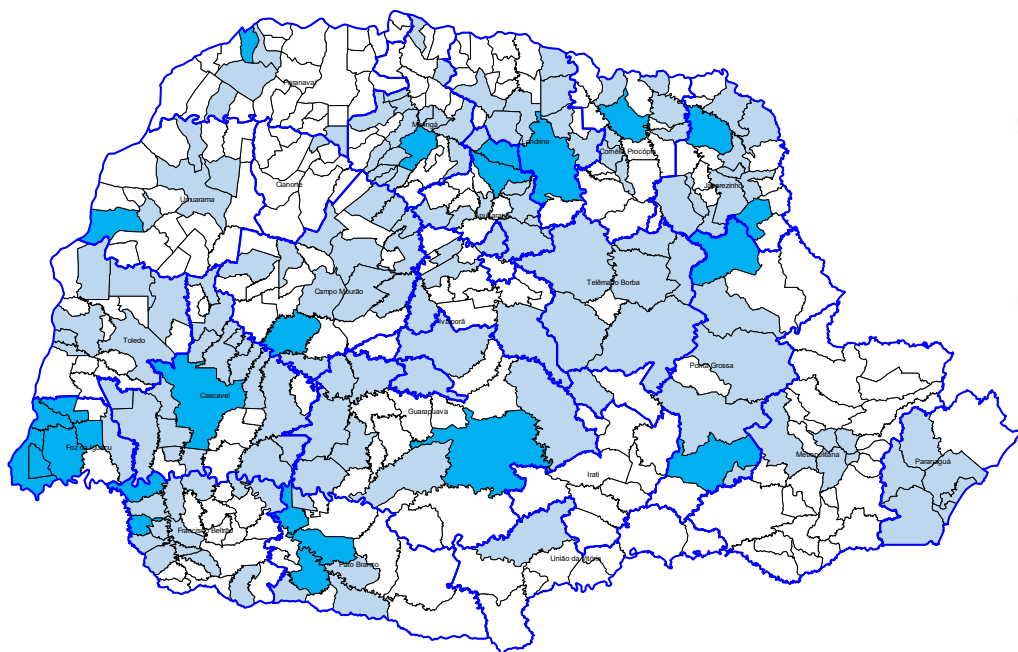 Paranavaí
Maringá
Londrina
Cornélio Procópio
Jacarezinho
Cianorte
Umuarama
Apucarana
Telêmaco Borba
Campo Mourão
Ivaiporã
Toledo
Ponta Grossa
Cascavel
Guarapuava
Foz do Iguaçu
Metropolitana
Paranaguá
Irati
Francisco Beltrão
União da Vitória
Pato Branco